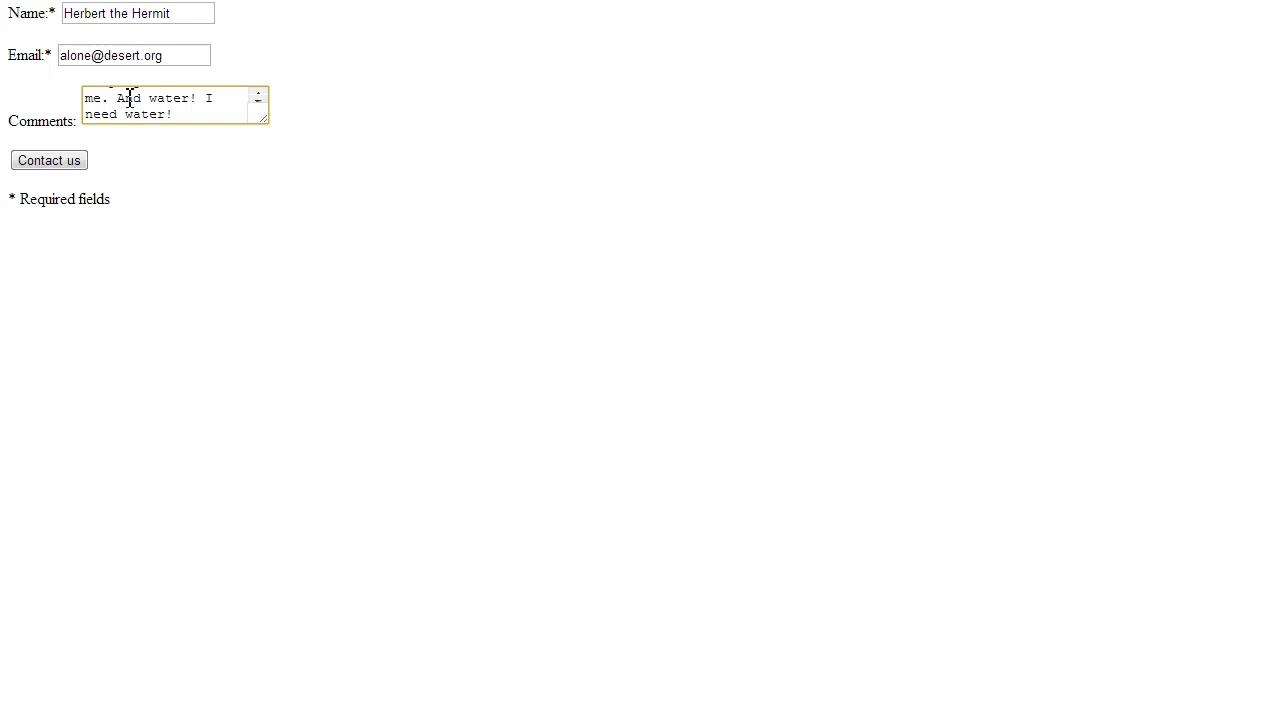 Name:* Herbert the Hermit
Email:* alone@desert.org
me. And water! I
need water!
Comments:
Contact us
* Required fields